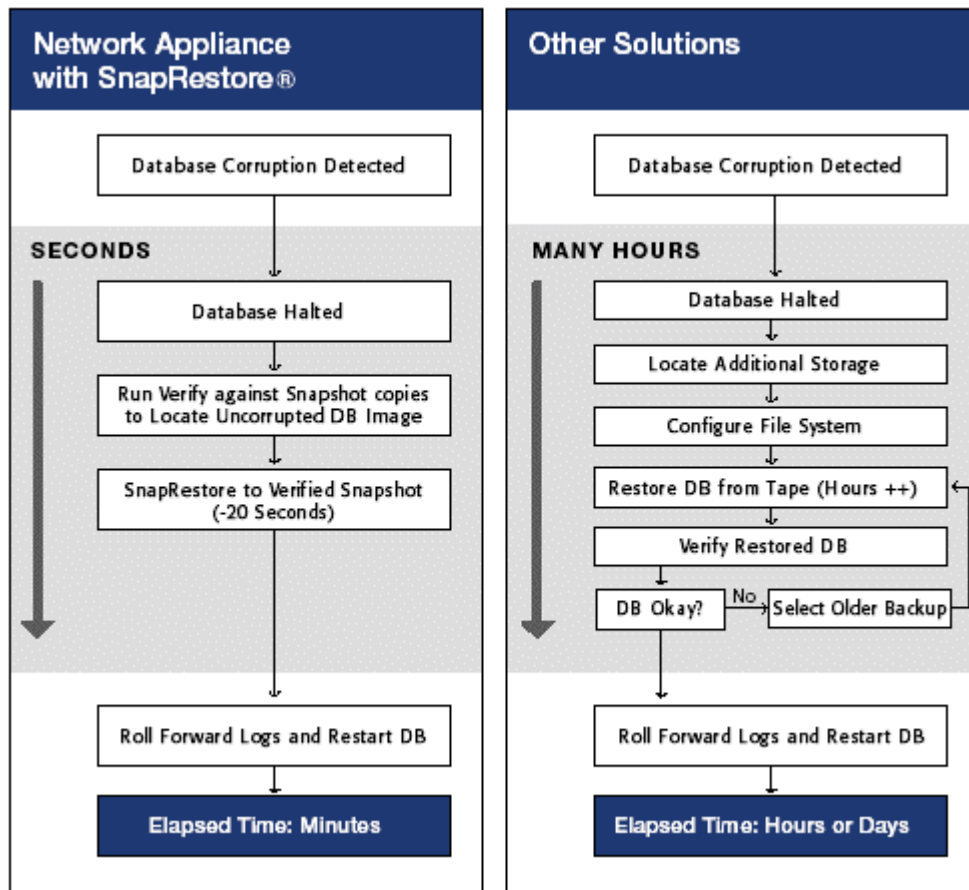 Network Appliance
with SnapRestore®
Database Corruption Detected
SECONDS
Database Halted
Run Verify against Snapshot copies
to Locate Uncorrupted DB Image
SnapRestore to Verified Snapshot
(-20 Seconds)
Roll Forward Logs and Restart DB
Elapsed Time: Minutes
Other Solutions
Database Corruption Detected
MANY HOURS
Database Halted
Locate Additional Storage
Configure File System
Restore DB from Tape (Hours ++)
Verify Restored DB
DB Okay?
No
Select Older Backup
Roll Forward Logs and Restart DB
Elapsed Time: Hours or Days